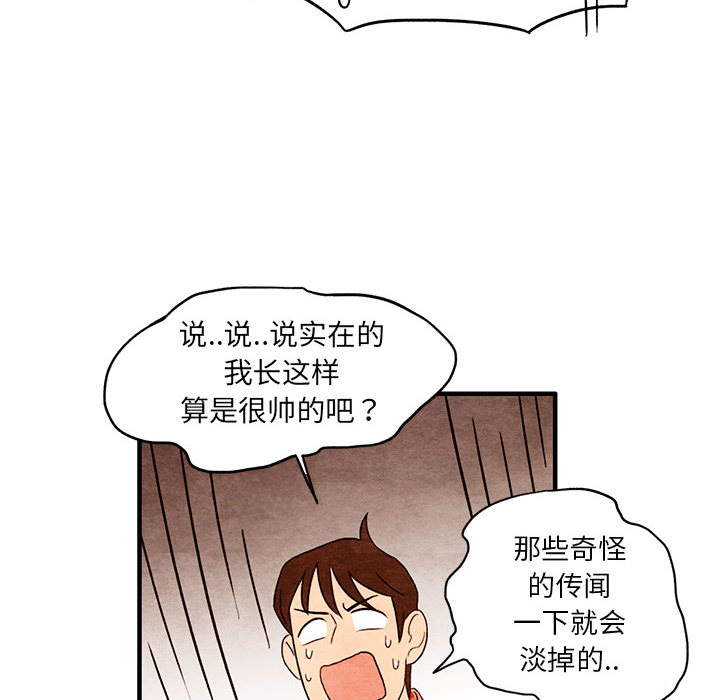 说..说..说实在的
我长这样
算是很帅的吧？
那些奇怪
的传闻
一下就会
淡掉的..